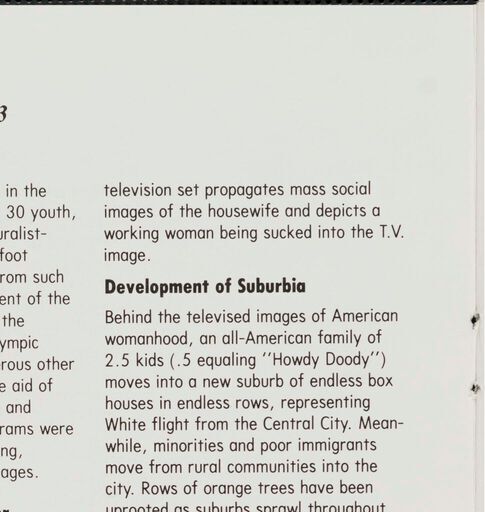 3
in the
30 youth,
foot
rom such
ent of the
the
ympic
rous other
e aid of
and
rams were
ng,
ages.
television set propagates mass social
images of the housewife and depicts a
working woman being sucked into the T.V.
image.
Development of Suburbia
Behind the televised images of American
womanhood, an all-American family of
2.5 kids (.5 equaling "Howdy Doody")
moves into a new suburb of endless box
houses in endless rows, representing
White flight from the Central City. Mean-
while, minorities and poor immigrants
move from rural communities into the
city. Rows of orange trees have been
uprooted as suburbs sprawl throughout